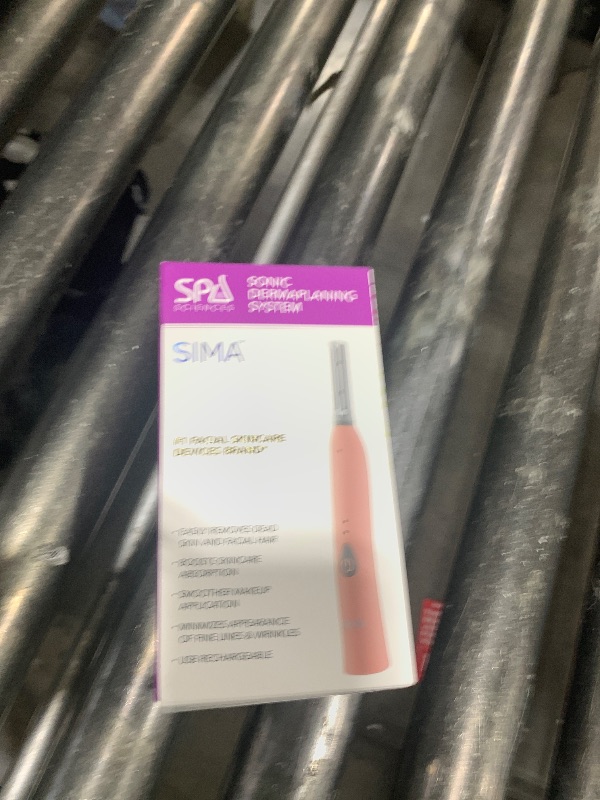 SPA
SONIC
DERMAPLANING
SYSTEM
SIMA
#1 FACIAL SKINCARE
DEVICES BRAND*
- EASILY REMOVES DEAD
SKIN AND FACIAL HAIR
- BOOSTS SKINCARE
ABSORPTION
- SMOOTHER MAKEUP
APPLICATION
- MINIMIZES APPEARANCE
OF FINE LINES & WRINKLES
- USB RECHARGEABLE